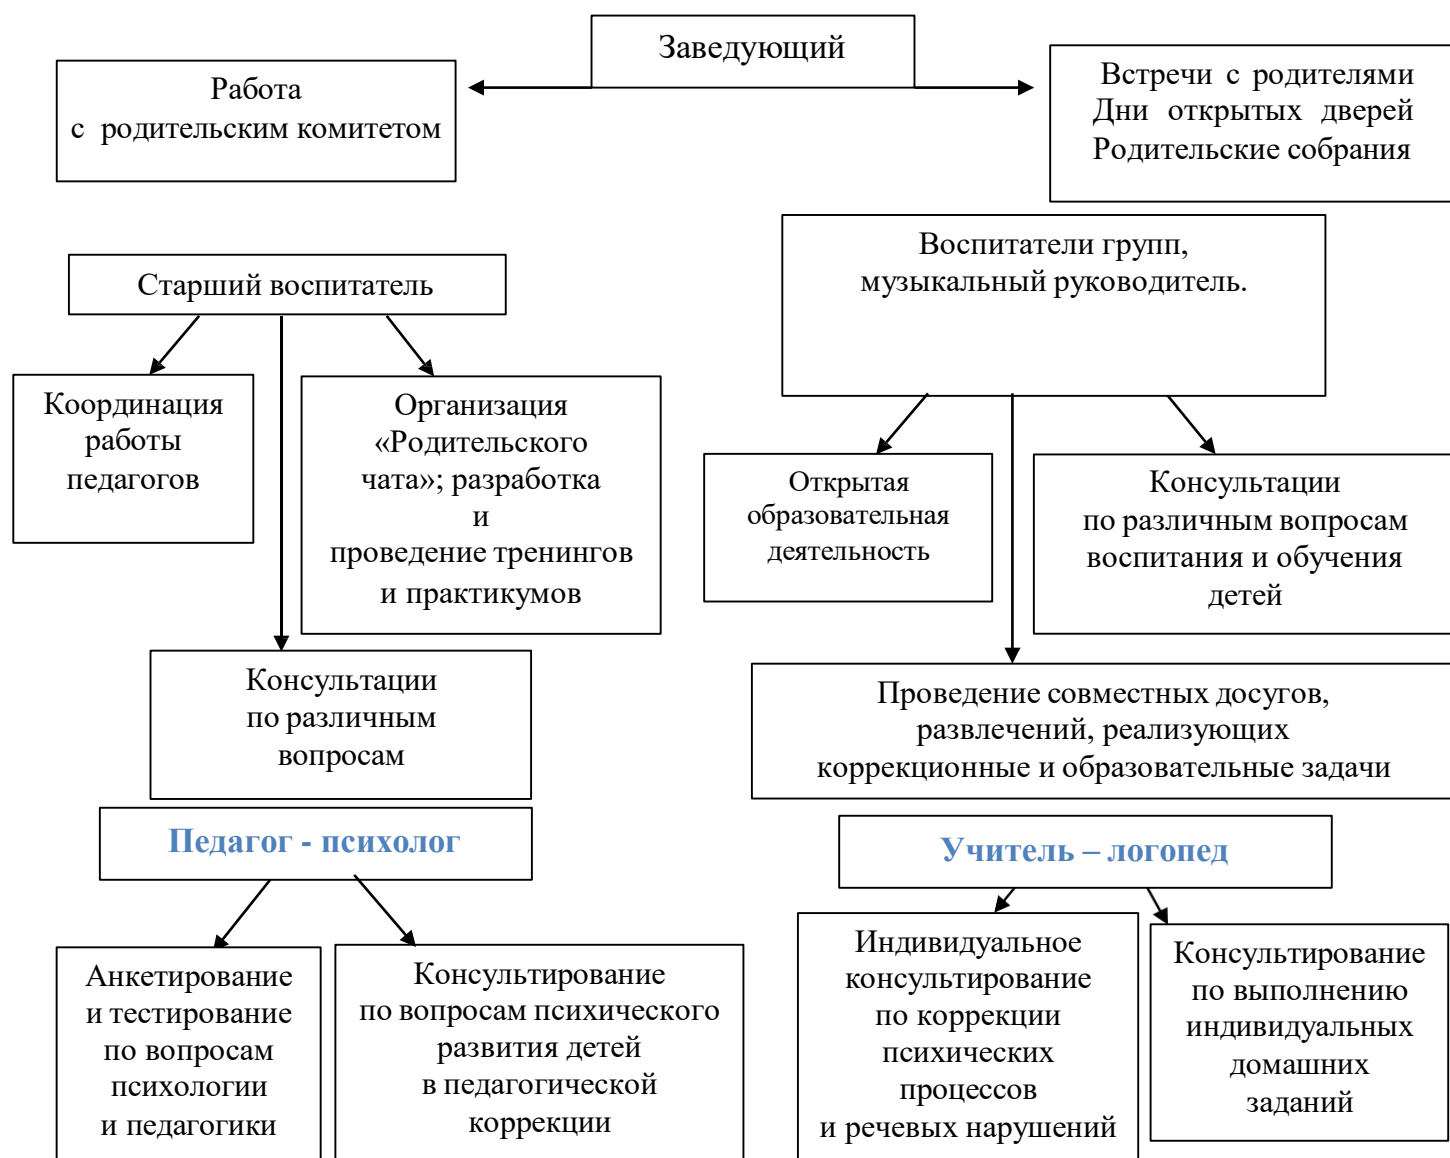 Заведующий
Работа
с родительским комитетом
Встречи с родителями
Дни открытых дверей
Родительские собрания
Старший воспитатель
Воспитатели групп,
музыкальный руководитель.
Координация
работы
педагогов
Организация
«Родительского
чата»; разработка
и
проведение тренингов
и практикумов
Открытая
образовательная
деятельность
Консультации
по различным вопросам
воспитания и обучения
детей
Консультации
по различным
вопросам
Проведение совместных досугов,
развлечений, реализующих
коррекционные и образовательные задачи
Педагог - психолог
Учитель – логопед
Анкетирование
и тестирование
по вопросам
психологии
и педагогики
Консультирование
по вопросам психического
развития детей
в педагогической
коррекции
Индивидуальное
консультирование
по коррекции
психических
процессов
и речевых нарушений
Консультирование
по выполнению
индивидуальных
домашних
заданий